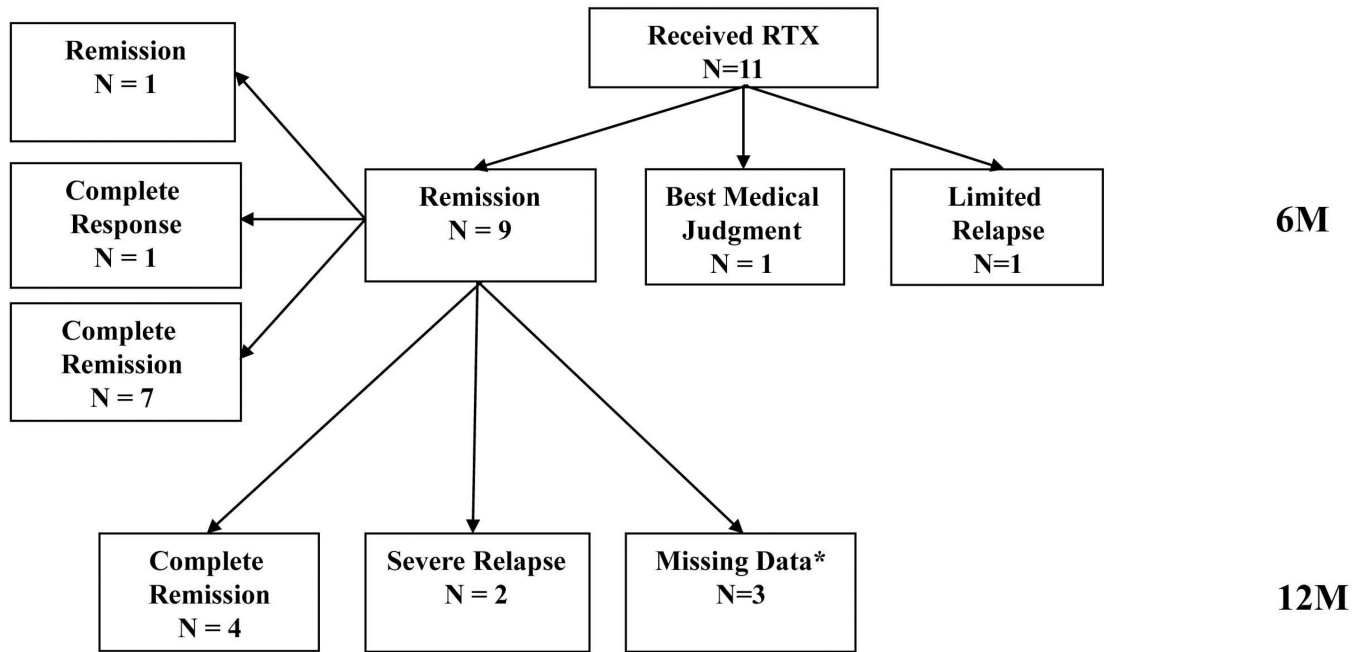 Remission
N = 1
Received RTX
N=11
Complete
Response
N = 1
Remission
N = 9
Best Medical
Judgment
N = 1
Limited
Relapse
N=1
6M
Complete
Remission
N = 7
Complete
Remission
N = 4
Severe Relapse
N = 2
Missing Data*
N=3
12M